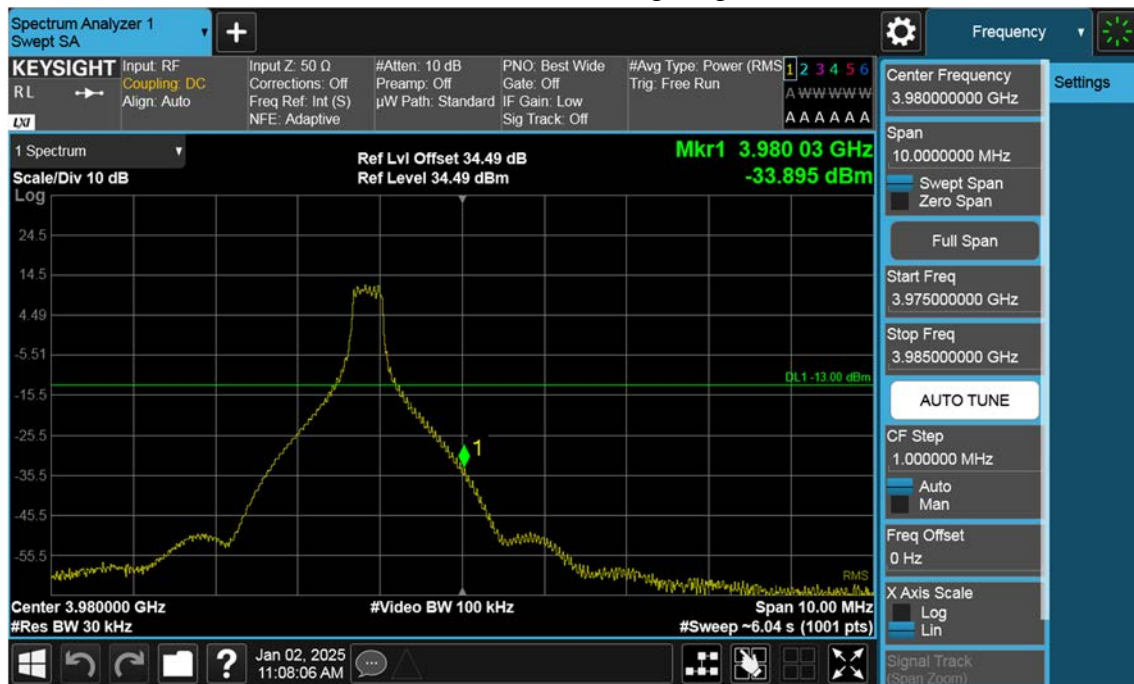 Spectrum Analyzer 1
Swept SA
+
Frequency
KEYSIGHT
RL
LXI
Input: RF
Coupling: DC
Align: Auto
Input Z: 50 Ω
Corrections: Off
Freq Ref: Int (S)
NFE: Adaptive
#Atten: 10 dB
Preamp: Off
µW Path: Standard
PNO: Best Wide
Gate: Off
IF Gain: Low
Sig Track: Off
#Avg Type: Power (RMS
Trig: Free Run
1 2 3 4 5 6
A W W W W W
A A A A A A
1 Spectrum
Scale/Div 10 dB
Log
Ref Lvl Offset 34.49 dB
Ref Level 34.49 dBm
Mkr1 3.980 03 GHz
-33.895 dBm
24.5
14.5
4.49
-5.51
-15.5
-25.5
-35.5
-45.5
-55.5
DL1 -13.00 dBm
1
RMS
Center 3.980000 GHz
#Res BW 30 kHz
#Video BW 100 kHz
Span 10.00 MHz
#Sweep ~6.04 s (1001 pts)
Jan 02, 2025
11:08:06 AM
?
Settings
Center Frequency
3.980000000 GHz
Span
10.0000000 MHz
Swept Span
Zero Span
Full Span
Start Freq
3.975000000 GHz
Stop Freq
3.985000000 GHz
AUTO TUNE
CF Step
1.000000 MHz
Auto
Man
Freq Offset
0 Hz
X Axis Scale
Log
Lin
Signal Track
(Span Zoom)